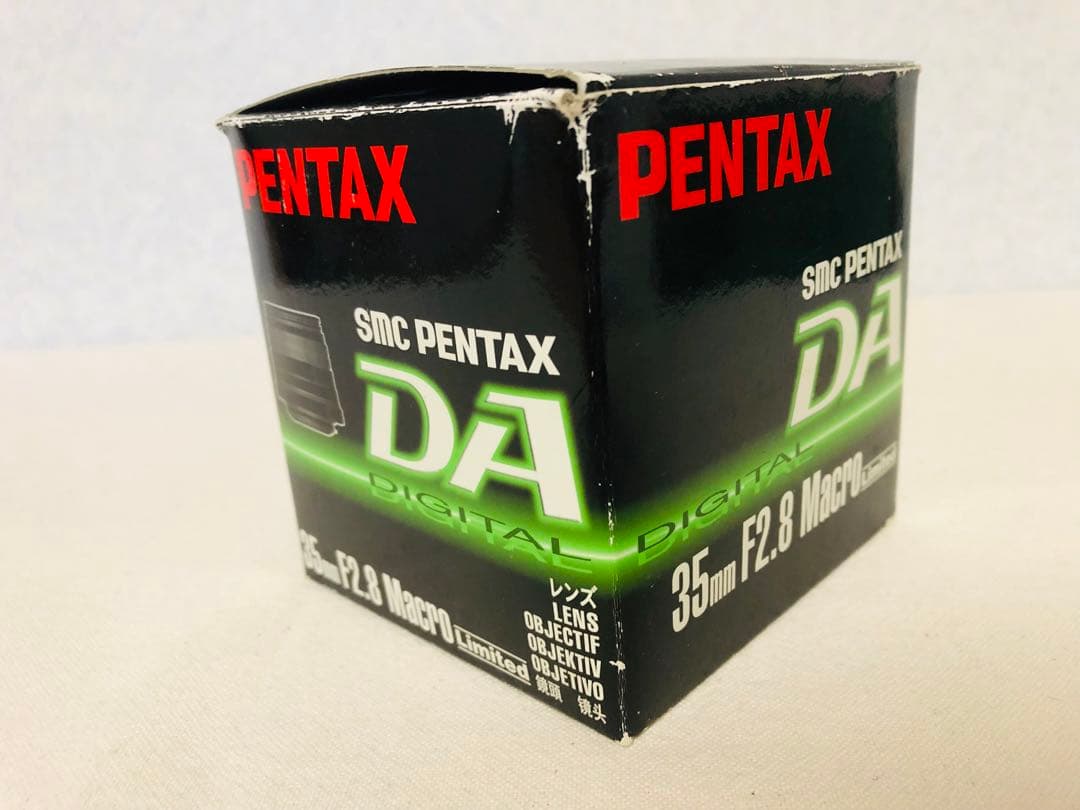 PENTAX
smc PENTAX
DA
DIGITAL
35mm F2.8 Macro Limited
レンズ
LENS
OBJECTIF
OBJEKTIV
OBJETIVO
鏡頭 镜头
PENTAX
smc PENTAX
DA
DIGITAL
35mm F2.8 Macro Limited